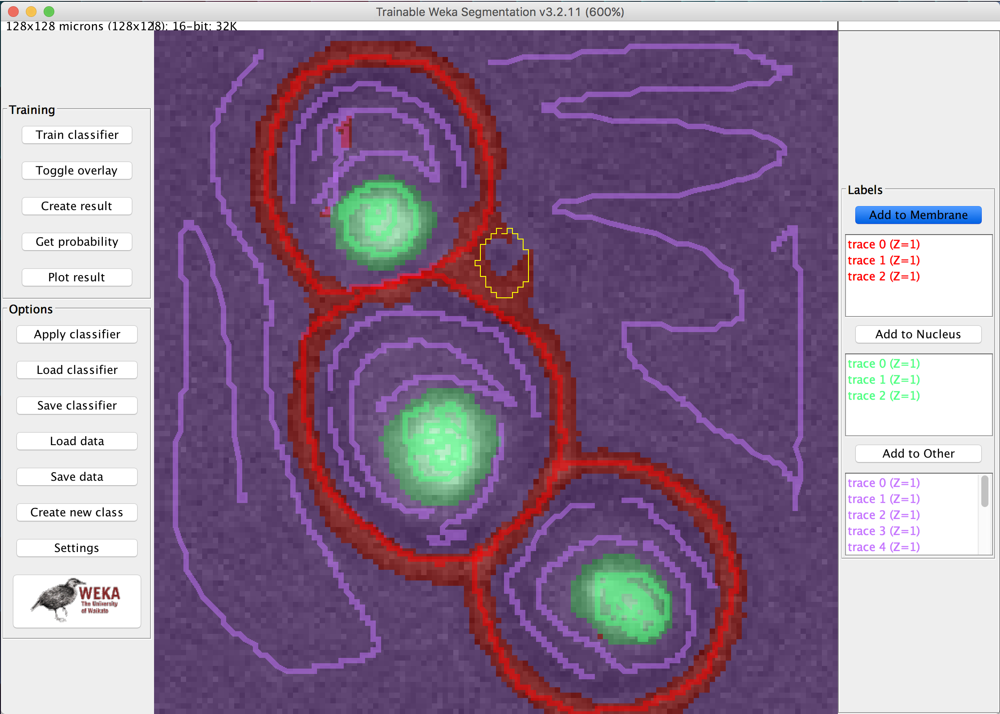 Trainable Weka Segmentation v3.2.11 (600%)
128x128 microns (128x128); 16-bit; 32K
Training
Train classifier
Toggle overlay
Create result
Get probability
Plot result
Options
Apply classifier
Load classifier
Save classifier
Load data
Save data
Create new class
Settings
WEKA
The University
of Waikato
Labels
Add to Membrane
trace 0 (Z=1)
trace 1 (Z=1)
trace 2 (Z=1)
Add to Nucleus
trace 0 (Z=1)
trace 1 (Z=1)
trace 2 (Z=1)
Add to Other
trace 0 (Z=1)
trace 1 (Z=1)
trace 2 (Z=1)
trace 3 (Z=1)
trace 4 (Z=1)